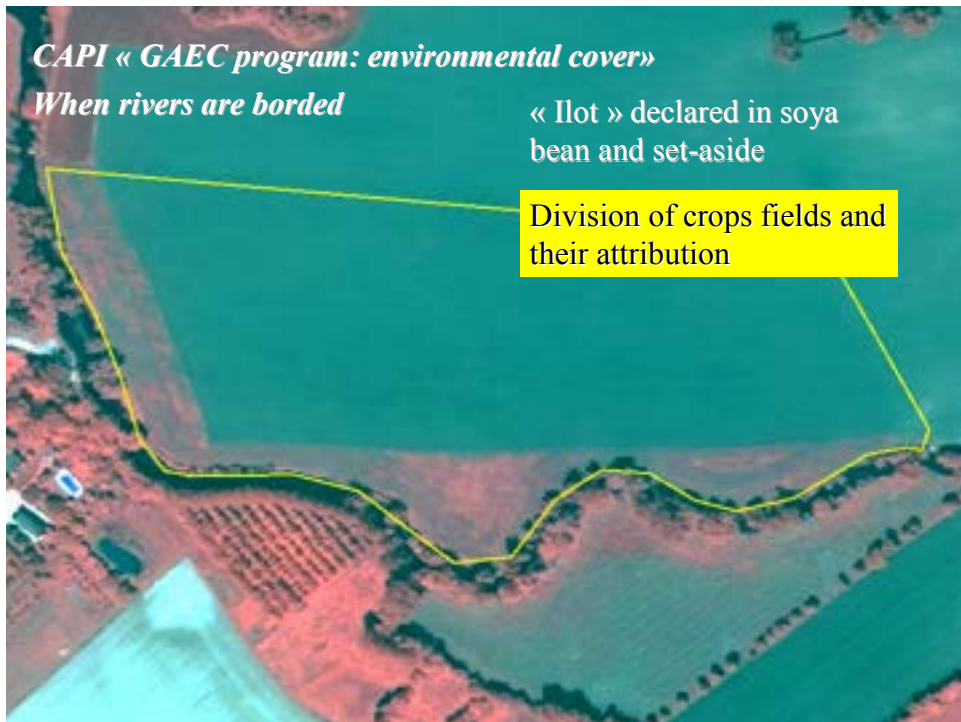 CAPI « GAEC program: environmental cover»
When rivers are borded
« Ilot » declared in soya
bean and set-aside
Division of crops fields and
their attribution